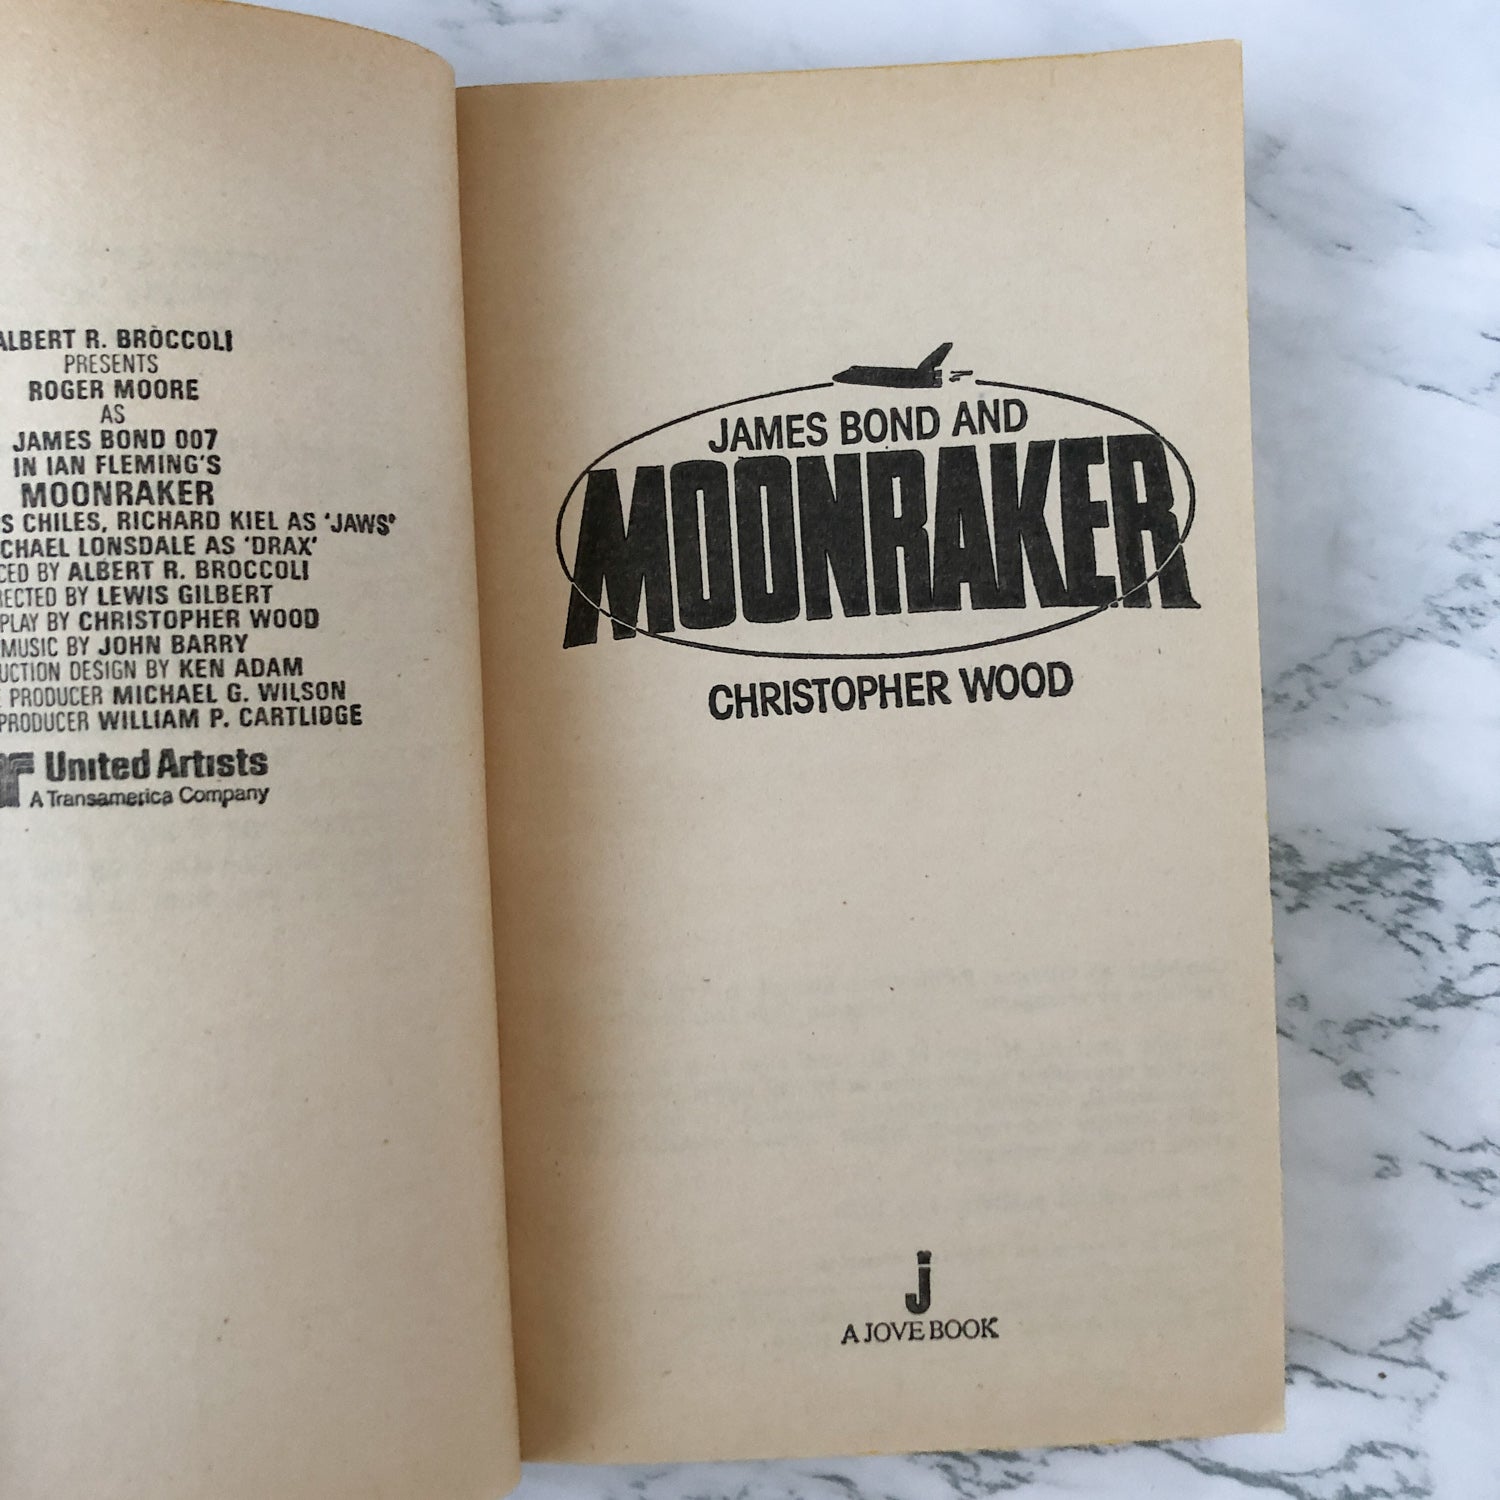 ALBERT R. BROCCOLI
PRESENTS
ROGER MOORE
AS
JAMES BOND 007
IN IAN FLEMING'S
MOONRAKER
S CHILES, RICHARD KIEL AS 'JAWS'
CHAEL LONSDALE AS 'DRAX'
CED BY ALBERT R. BROCCOLI
ECTED BY LEWIS GILBERT
PLAY BY CHRISTOPHER WOOD
MUSIC BY JOHN BARRY
UCTION DESIGN BY KEN ADAM
PRODUCER MICHAEL G. WILSON
PRODUCER WILLIAM P. CARTLIDGE
United Artists
A Transamerica Company
JAMES BOND AND
MOONRAKER
CHRISTOPHER WOOD
j
A JOVE BOOK